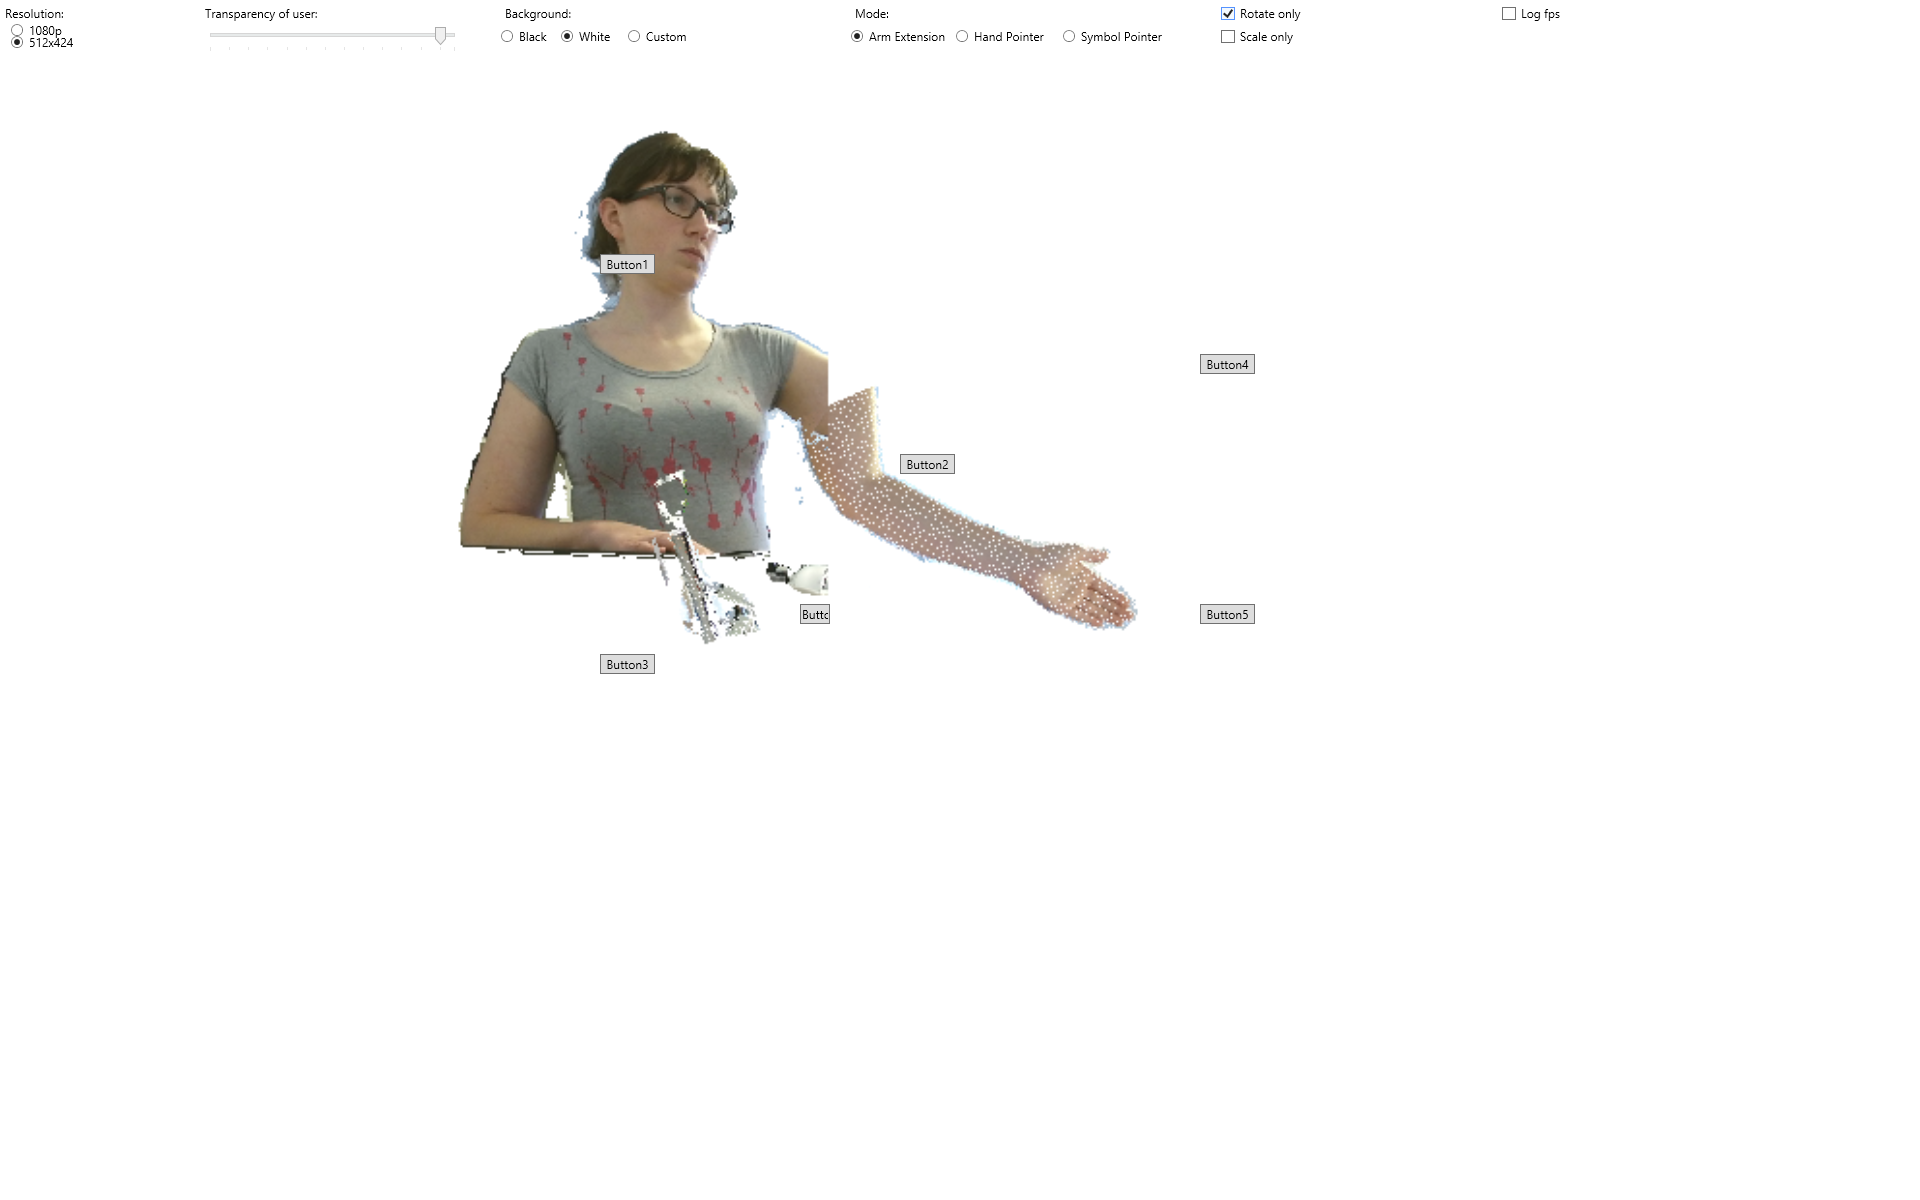 Resolution:
1080p
512x424
Transparency of user:
Background:
Black White Custom
Mode:
Arm Extension Hand Pointer Symbol Pointer
Rotate only
Scale only
Log fps
Button1
Button4
Button2
Butto
Button5
Button3